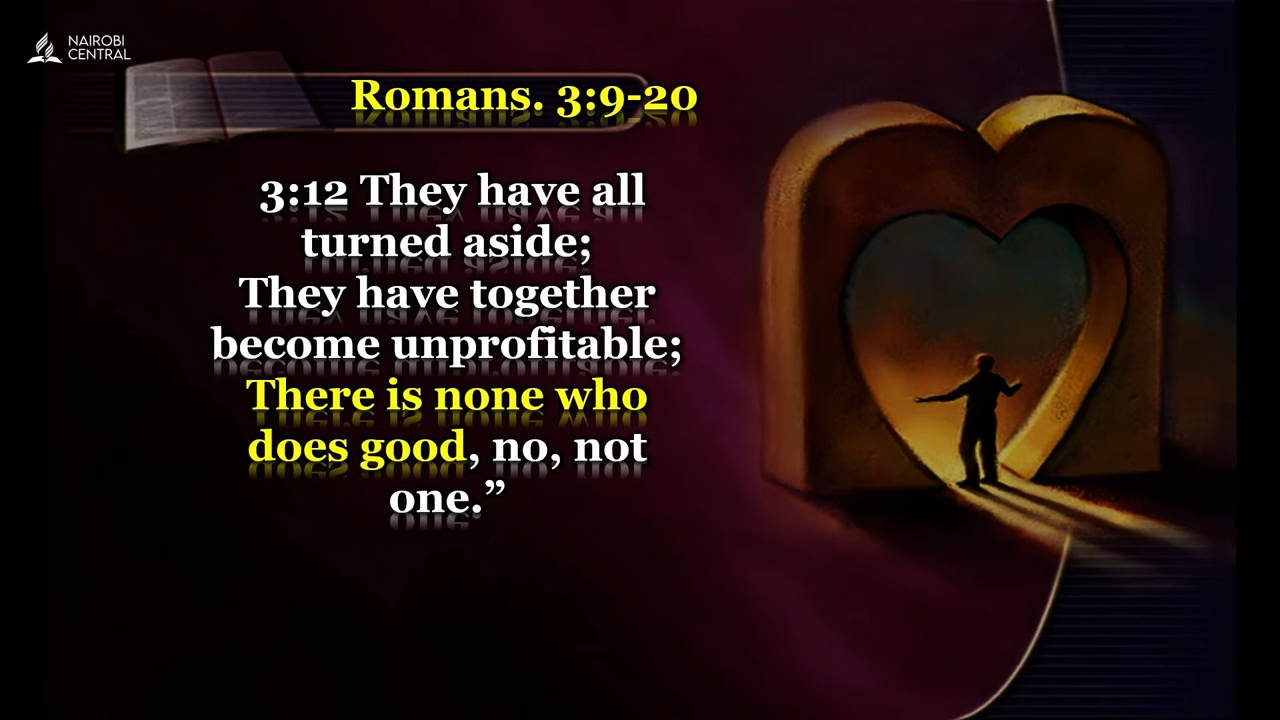 NAIROBI
CENTRAL
Romans. 3:9-20
3:12 They have all
turned aside;
They have together
become unprofitable;
There is none who
does good, no, not
one.”